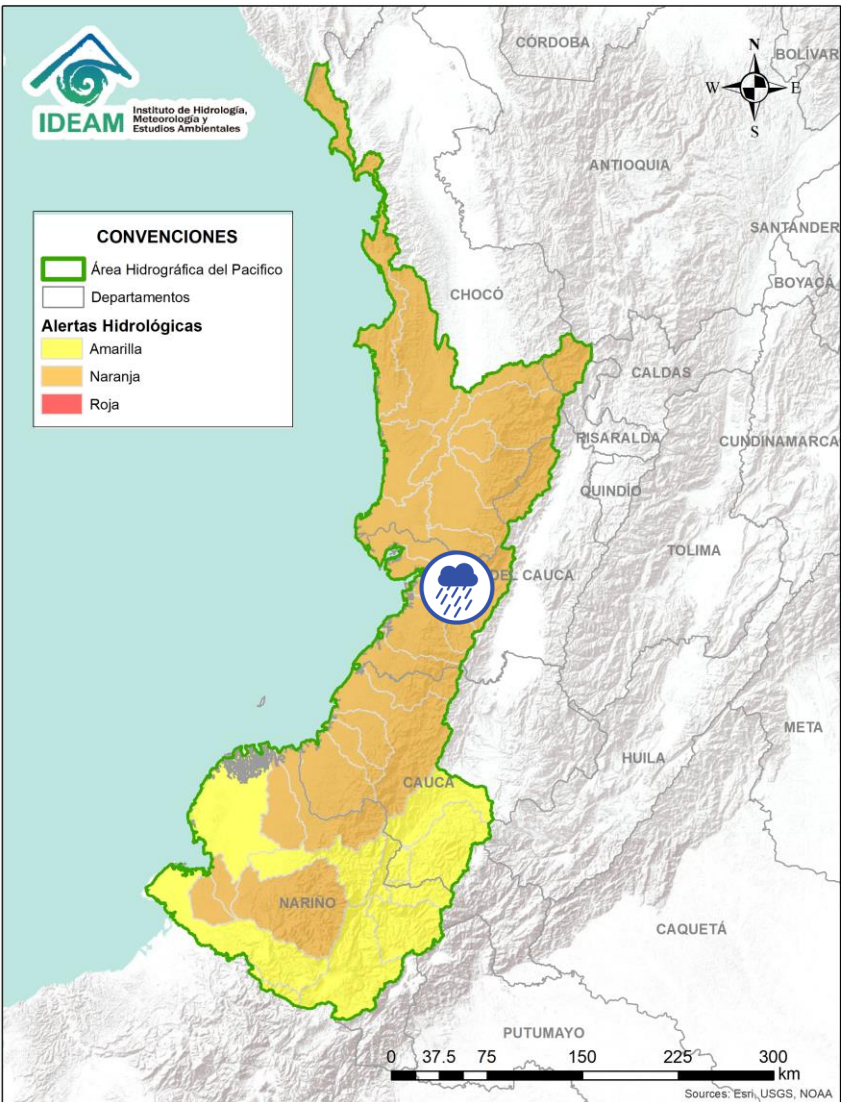 IDEAM
Instituto de Hidrología,
Meteorología y
Estudios Ambientales
N
W
E
S
CÓRDOBA
BOLÍVAR
ANTIOQUIA
SANTANDER
BOYACÁ
CHOCÓ
CONVENCIONES
Área Hidrográfica del Pacifico
Departamentos
Alertas Hidrológicas
Amarilla
Naranja
Roja
CALDAS
RISARALDA
CUNDINAMARCA
QUINDÍO
TOLIMA
DEL CAUCA
META
HUILA
CAUCA
NARIÑO
CAQUETÁ
PUTUMAYO
0 37.5 75 150 225 300
km
Sources: Esri, USGS, NOAA